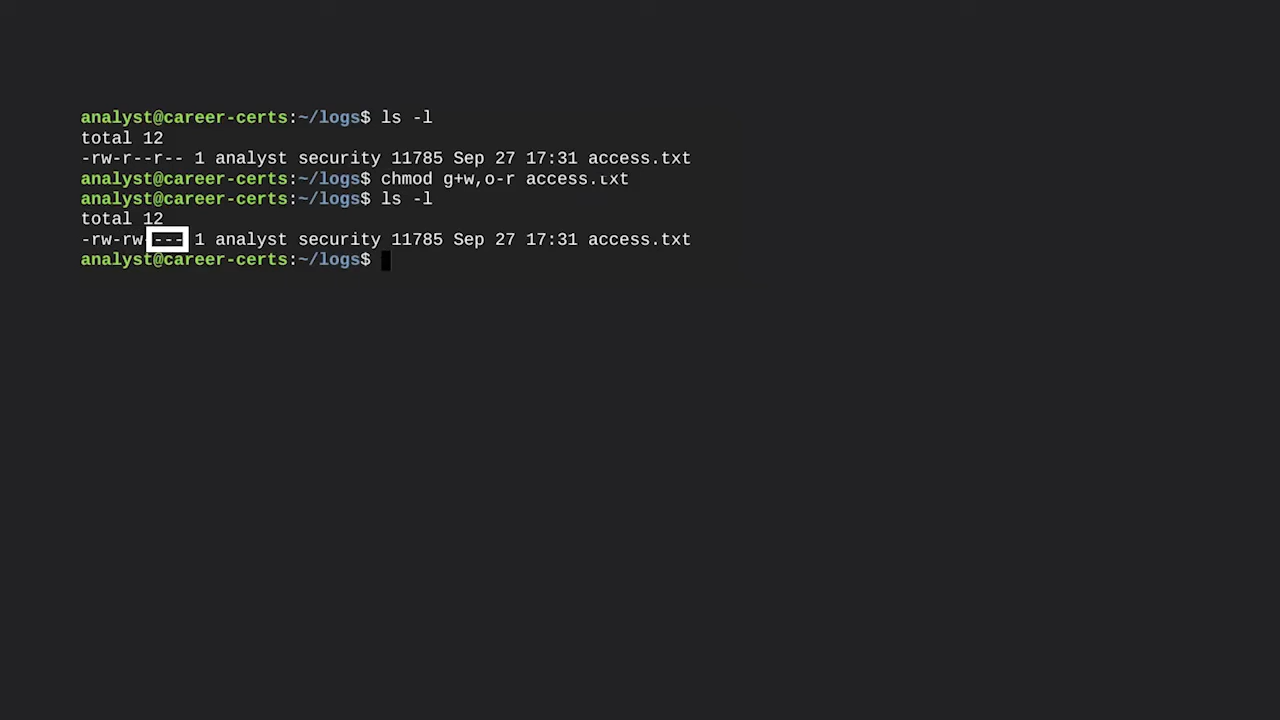 analyst@career-certs:~/logs$ ls -l
total 12
-rw-r--r-- 1 analyst security 11785 Sep 27 17:31 access.txt
analyst@career-certs:~/logs$ chmod g+w,o-r access.txt
analyst@career-certs:~/logs$ ls -l
total 12
-rw-rw---- 1 analyst security 11785 Sep 27 17:31 access.txt
analyst@career-certs:~/logs$